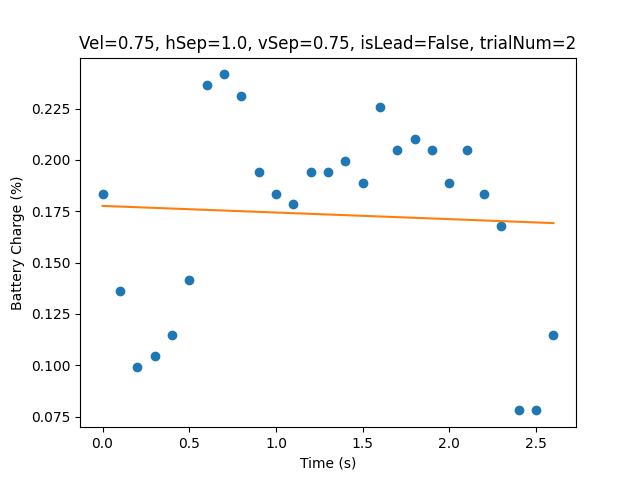 Vel=0.75, hSep=1.0, vSep=0.75, isLead=False, trialNum=2
0.225
0.200
0.175
0.150
0.125
0.100
0.075
Battery Charge (%)
0.0 0.5 1.0 1.5 2.0 2.5
Time (s)